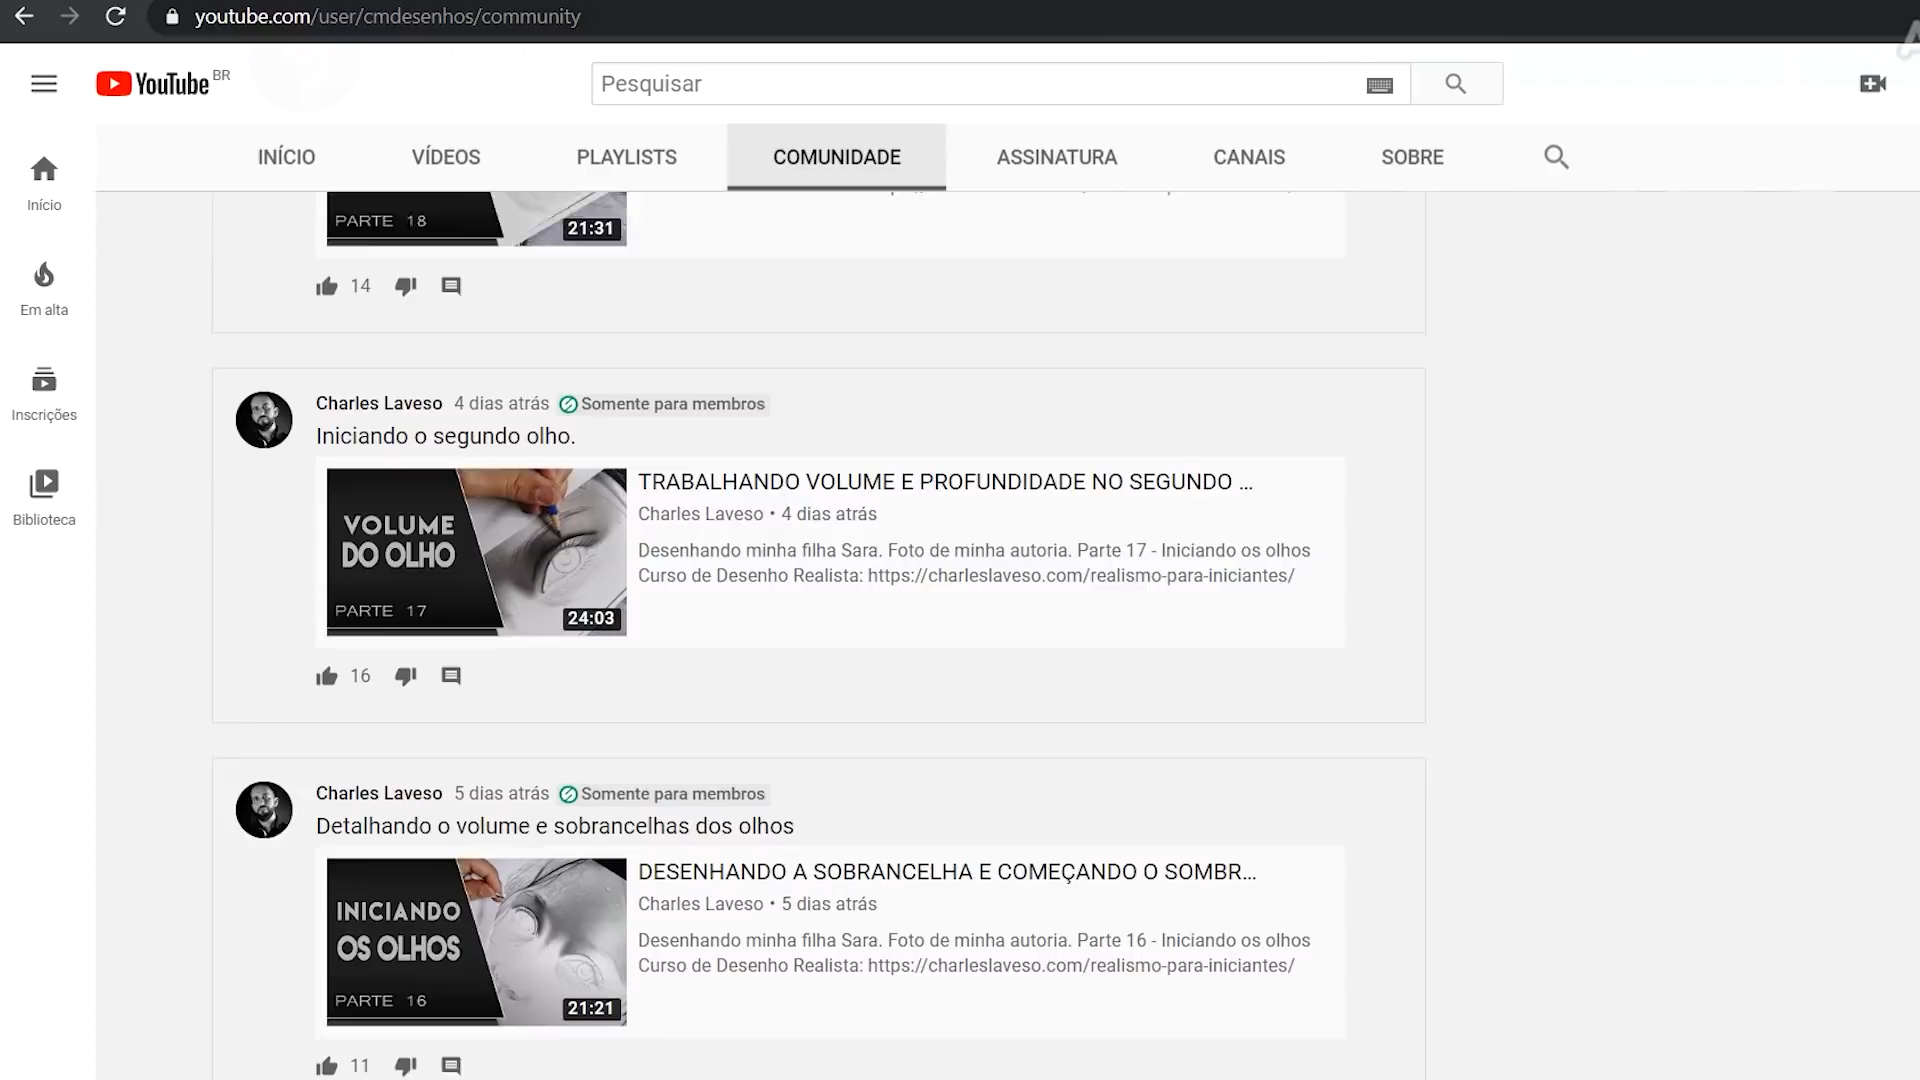 youtube.com/user/cmdesenhos/community
YouTube BR
Pesquisar
INÍCIO
VÍDEOS
PLAYLISTS
COMUNIDADE
ASSINATURA
CANAIS
SOBRE
Início
Em alta
Inscrições
Biblioteca
PARTE 18
21:31
14
Charles Laveso 4 dias atrás Somente para membros
Iniciando o segundo olho.
VOLUME
DO OLHO
PARTE 17
24:03
TRABALHANDO VOLUME E PROFUNDIDADE NO SEGUNDO ...
Charles Laveso • 4 dias atrás
Desenhando minha filha Sara. Foto de minha autoria. Parte 17 - Iniciando os olhos
Curso de Desenho Realista: https://charleslaveso.com/realismo-para-iniciantes/
16
Charles Laveso 5 dias atrás Somente para membros
Detalhando o volume e sobrancelhas dos olhos
INICIANDO
OS OLHOS
PARTE 16
21:21
DESENHANDO A SOBRANCELHA E COMEÇANDO O SOMBR...
Charles Laveso • 5 dias atrás
Desenhando minha filha Sara. Foto de minha autoria. Parte 16 - Iniciando os olhos
Curso de Desenho Realista: https://charleslaveso.com/realismo-para-iniciantes/
11